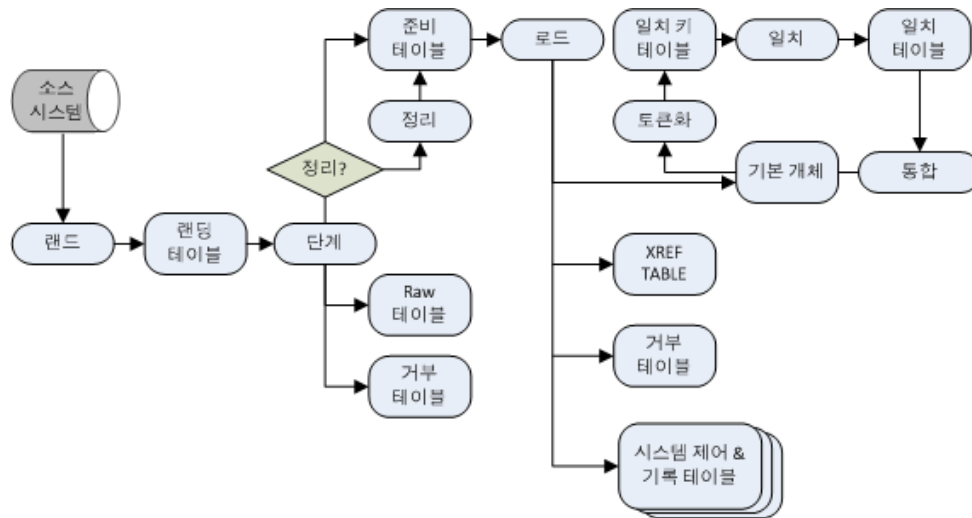 소스
시스템
랜드
랜딩
테이블
단계
정리?
준비
테이블
정리
Raw
테이블
거부
테이블
로드
일치 키
테이블
일치
일치
테이블
토큰화
기본 개체
통합
XREF
TABLE
거부
테이블
시스템 제어 &
기록 테이블